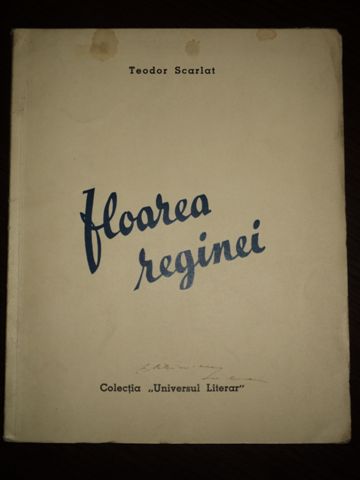 Teodor Scarlat
floarea
reginei
Colecția „Universul Literar"